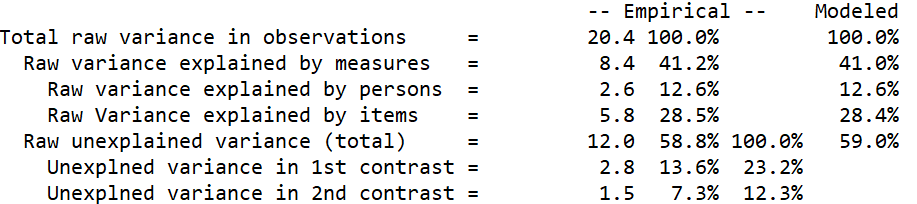 -- Empirical -- Modeled
Total raw variance in observations = 20.4 100.0% 100.0%
Raw variance explained by measures = 8.4 41.2% 41.0%
Raw variance explained by persons = 2.6 12.6% 12.6%
Raw Variance explained by items = 5.8 28.5% 28.4%
Raw unexplained variance (total) = 12.0 58.8% 100.0% 59.0%
Unexplned variance in 1st contrast = 2.8 13.6% 23.2%
Unexplned variance in 2nd contrast = 1.5 7.3% 12.3%